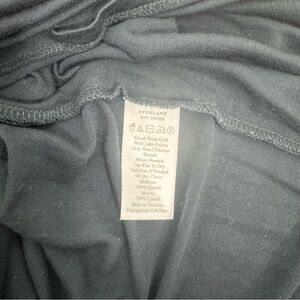 EVERLANE
Hand Wash Cold
With Like Colors
Only Non-Chlorine
Bleach
When Needed
Lay Flat To Dry
Cool Iron If Needed
Or Dry Clean
100% Lyocell
100% Lyocell
Made in Vietnam